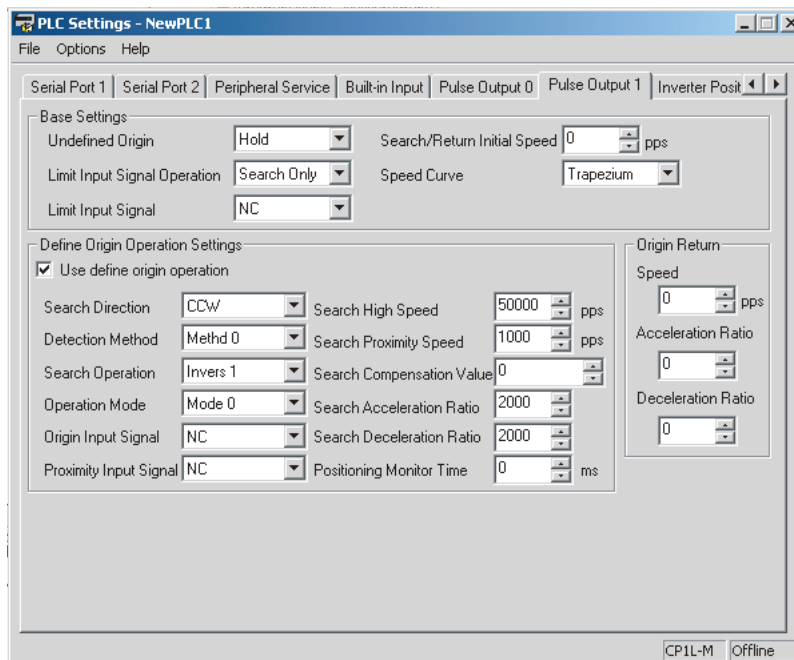 PLC Settings - NewPLC1
File Options Help
Serial Port 1 Serial Port 2 Peripheral Service Built-in Input Pulse Output 0 Pulse Output 1 Inverter Posit
Base Settings
Undefined Origin Hold Search/Return Initial Speed 0 pps
Limit Input Signal Operation Search Only Speed Curve Trapezium
Limit Input Signal NC
Define Origin Operation Settings
Use define origin operation
Search Direction CCW Search High Speed 50000 pps
Detection Method Methd 0 Search Proximity Speed 1000 pps
Search Operation Invers 1 Search Compensation Value 0
Operation Mode Mode 0 Search Acceleration Ratio 2000
Origin Input Signal NC Search Deceleration Ratio 2000
Proximity Input Signal NC Positioning Monitor Time 0 ms
Origin Return
Speed
0 pps
Acceleration Ratio
0
Deceleration Ratio
0
CP1L-M Offline